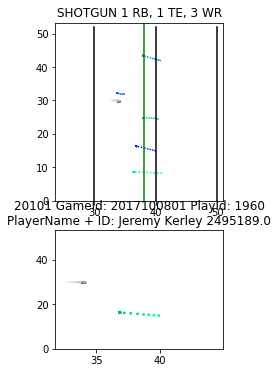 SHOTGUN 1 RB, 1 TE, 3 WR
50
40
30
20
10
0
30 40 50
20101 GameId: 2017100801 PlayId: 1960
PlayerName + ID: Jeremy Kerley 2495189.0
40
20
0
35 40